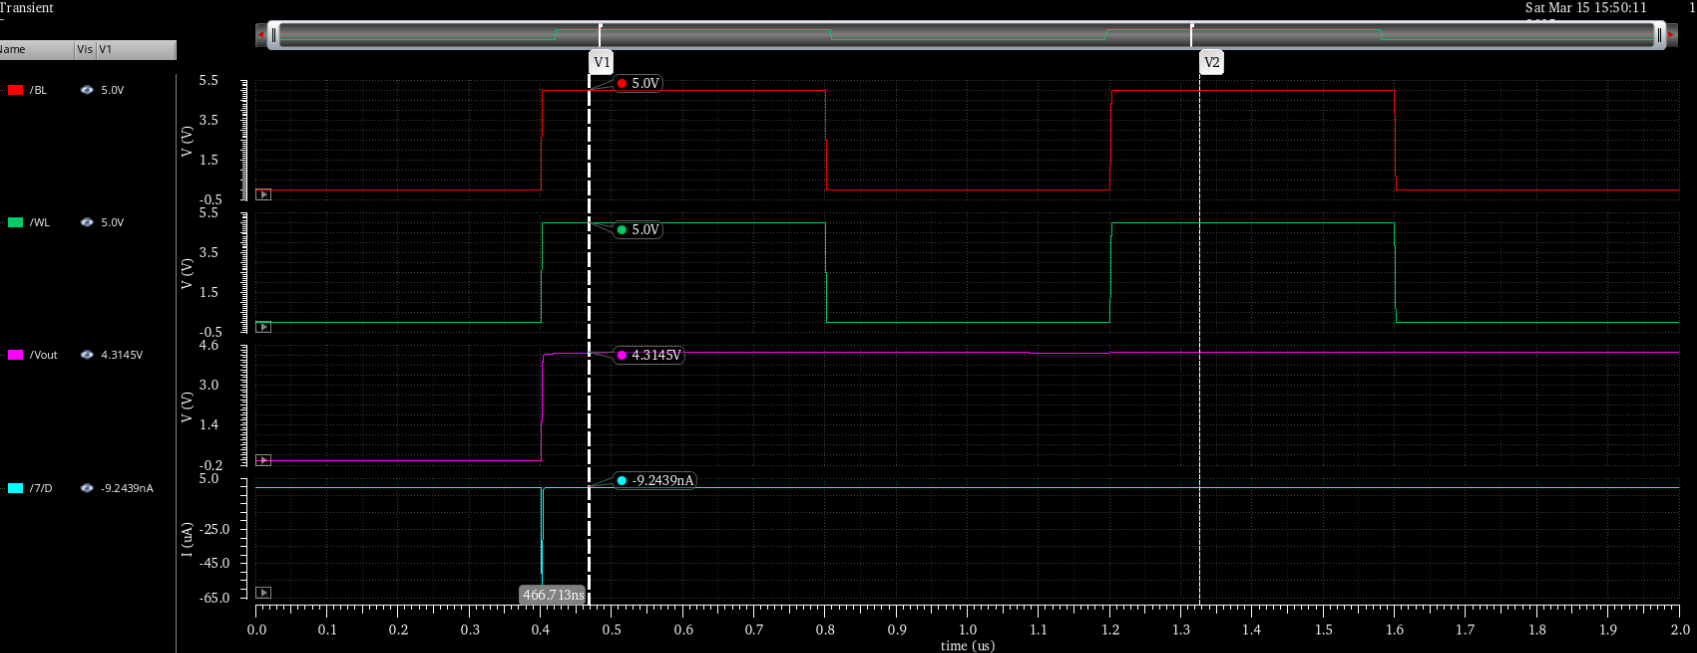 Transient
Sat Mar 15 15:50:11 1
Name Vis V1
V1
V2
/BL 5.0V
5.5
3.5
1.5
-0.5
V (V)
5.0V
/WL 5.0V
5.5
3.5
1.5
-0.5
V (V)
5.0V
/Vout 4.3145V
4.6
3.0
1.4
-0.2
V (V)
4.3145V
/7/D -9.2439nA
5.0
-25.0
-45.0
-65.0
I (uA)
-9.2439nA
466.713ns
0.0 0.1 0.2 0.3 0.4 0.5 0.6 0.7 0.8 0.9 1.0 1.1 1.2 1.3 1.4 1.5 1.6 1.7 1.8 1.9 2.0
time (us)